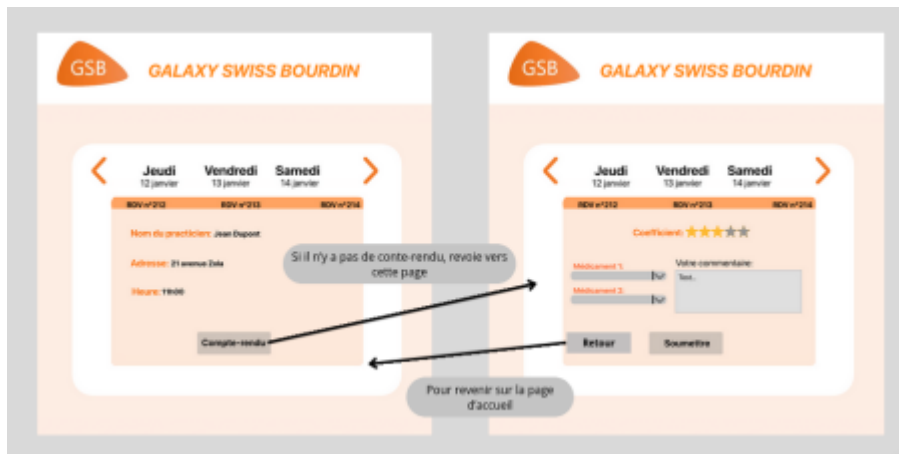 GSB
GALAXY SWISS BOURDIN
Jeudi Vendredi Samedi
12 janvier 13 janvier 14 janvier
RDV n°212 RDV n°213 RDV n°214
Nom du practicien: Jean Dupont
Adresse: 21 avenue Zola
Heure: 11h00
Compte-rendu
Si il n'y a pas de conte-rendu, revoie vers
cette page
Pour revenir sur la page
d'accueil
GSB
GALAXY SWISS BOURDIN
Jeudi Vendredi Samedi
12 janvier 13 janvier 14 janvier
RDV n°212 RDV n°213 RDV n°214
Coefficient:
Médicament 1:
Médicament 2:
Votre commentaire:
Text..
Retour Soumettre